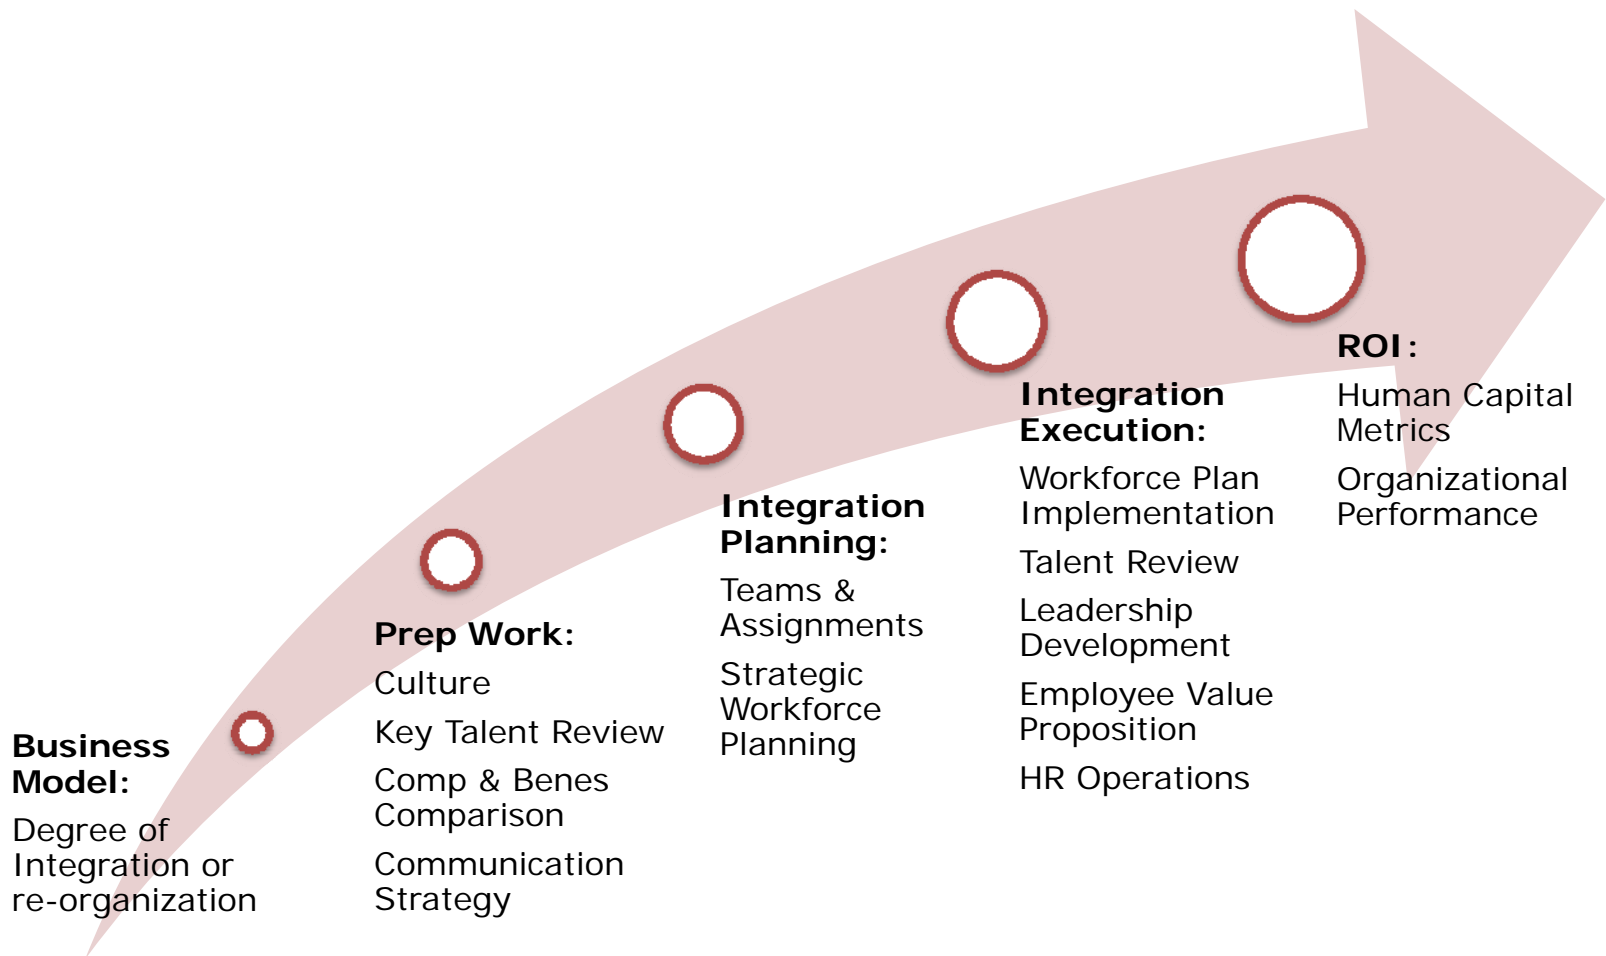 Business
Model:
Degree of
Integration or
re-organization
Prep Work:
Culture
Key Talent Review
Comp & Benes
Comparison
Communication
Strategy
Integration
Planning:
Teams &
Assignments
Strategic
Workforce
Planning
Integration
Execution:
Workforce Plan
Implementation
Talent Review
Leadership
Development
Employee Value
Proposition
HR Operations
ROI:
Human Capital
Metrics
Organizational
Performance